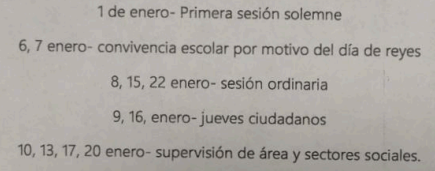 1 de enero- Primera sesión solemne
6, 7 enero- convivencia escolar por motivo del día de reyes
8, 15, 22 enero- sesión ordinaria
9, 16, enero- jueves ciudadanos
10, 13, 17, 20 enero- supervisión de área y sectores sociales.